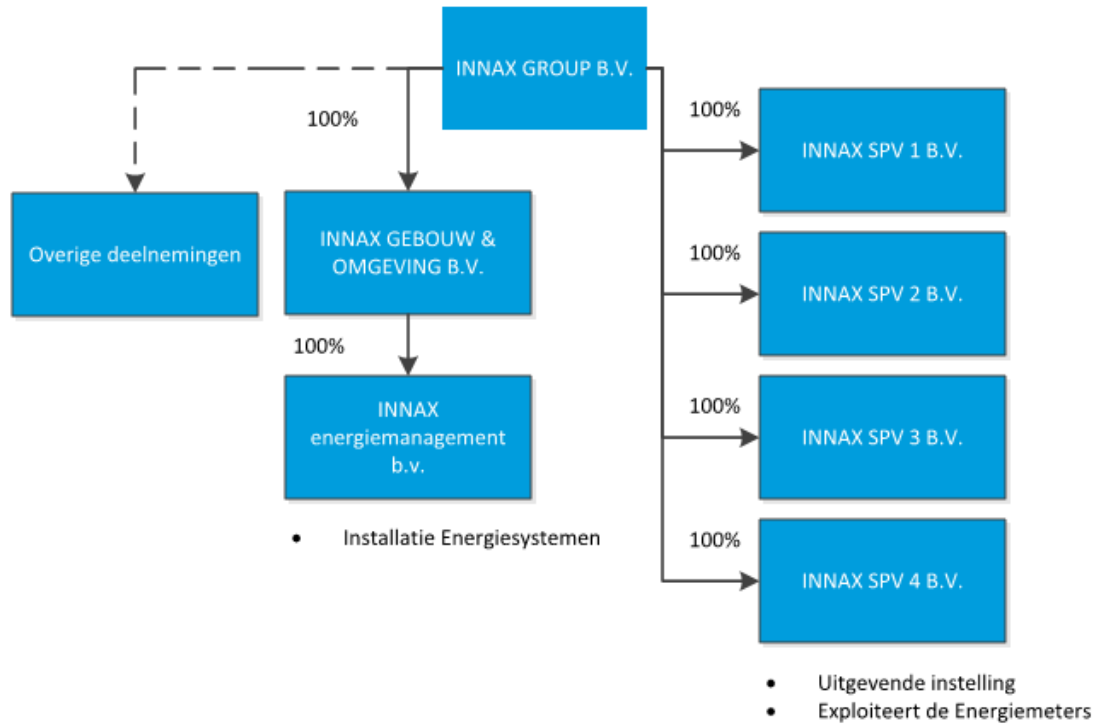 INNAX GROUP B.V.
100%
100%
INNAX SPV 1 B.V.
Overige deelnemingen
INNAX GEBOUW &
OMGEVING B.V.
100%
INNAX SPV 2 B.V.
100%
INNAX
energiemanagement
b.v.
100%
INNAX SPV 3 B.V.
• Installatie Energiesystemen
100%
INNAX SPV 4 B.V.
• Uitgevende instelling
• Exploiteert de Energiemeters